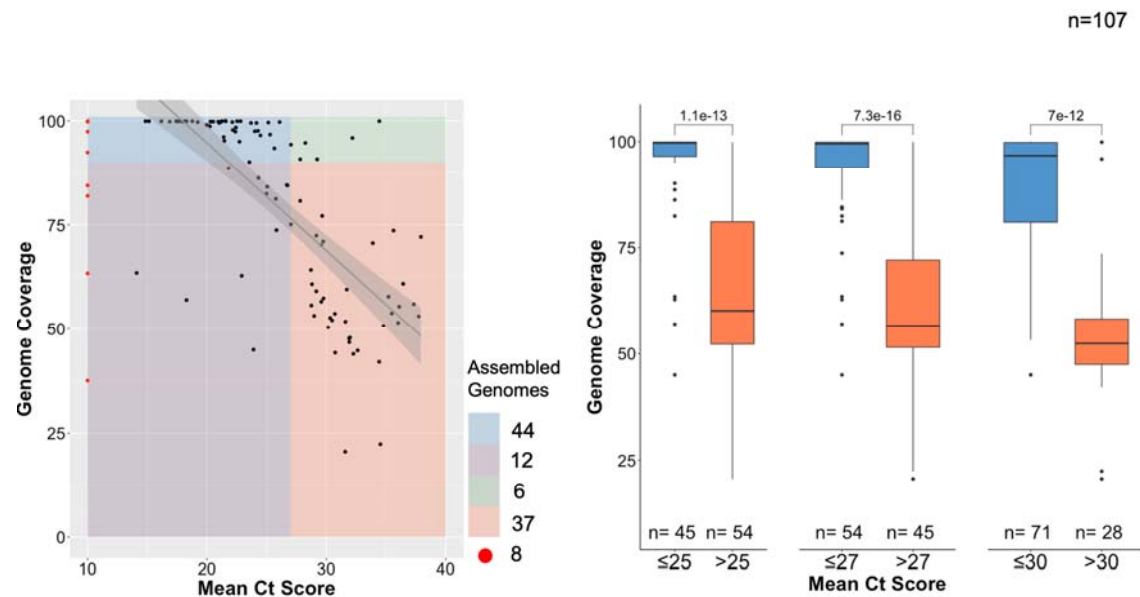 n=107
100
75
50
25
0
Genome Coverage
10 20 30 40
Mean Ct Score
Assembled
Genomes
44
12
6
37
8
100
75
50
25
Genome Coverage
1.1e-13 7.3e-16 7e-12
n= 45 n= 54 n= 54 n= 45 n= 71 n= 28
≤25 >25 ≤27 >27 ≤30 >30
Mean Ct Score